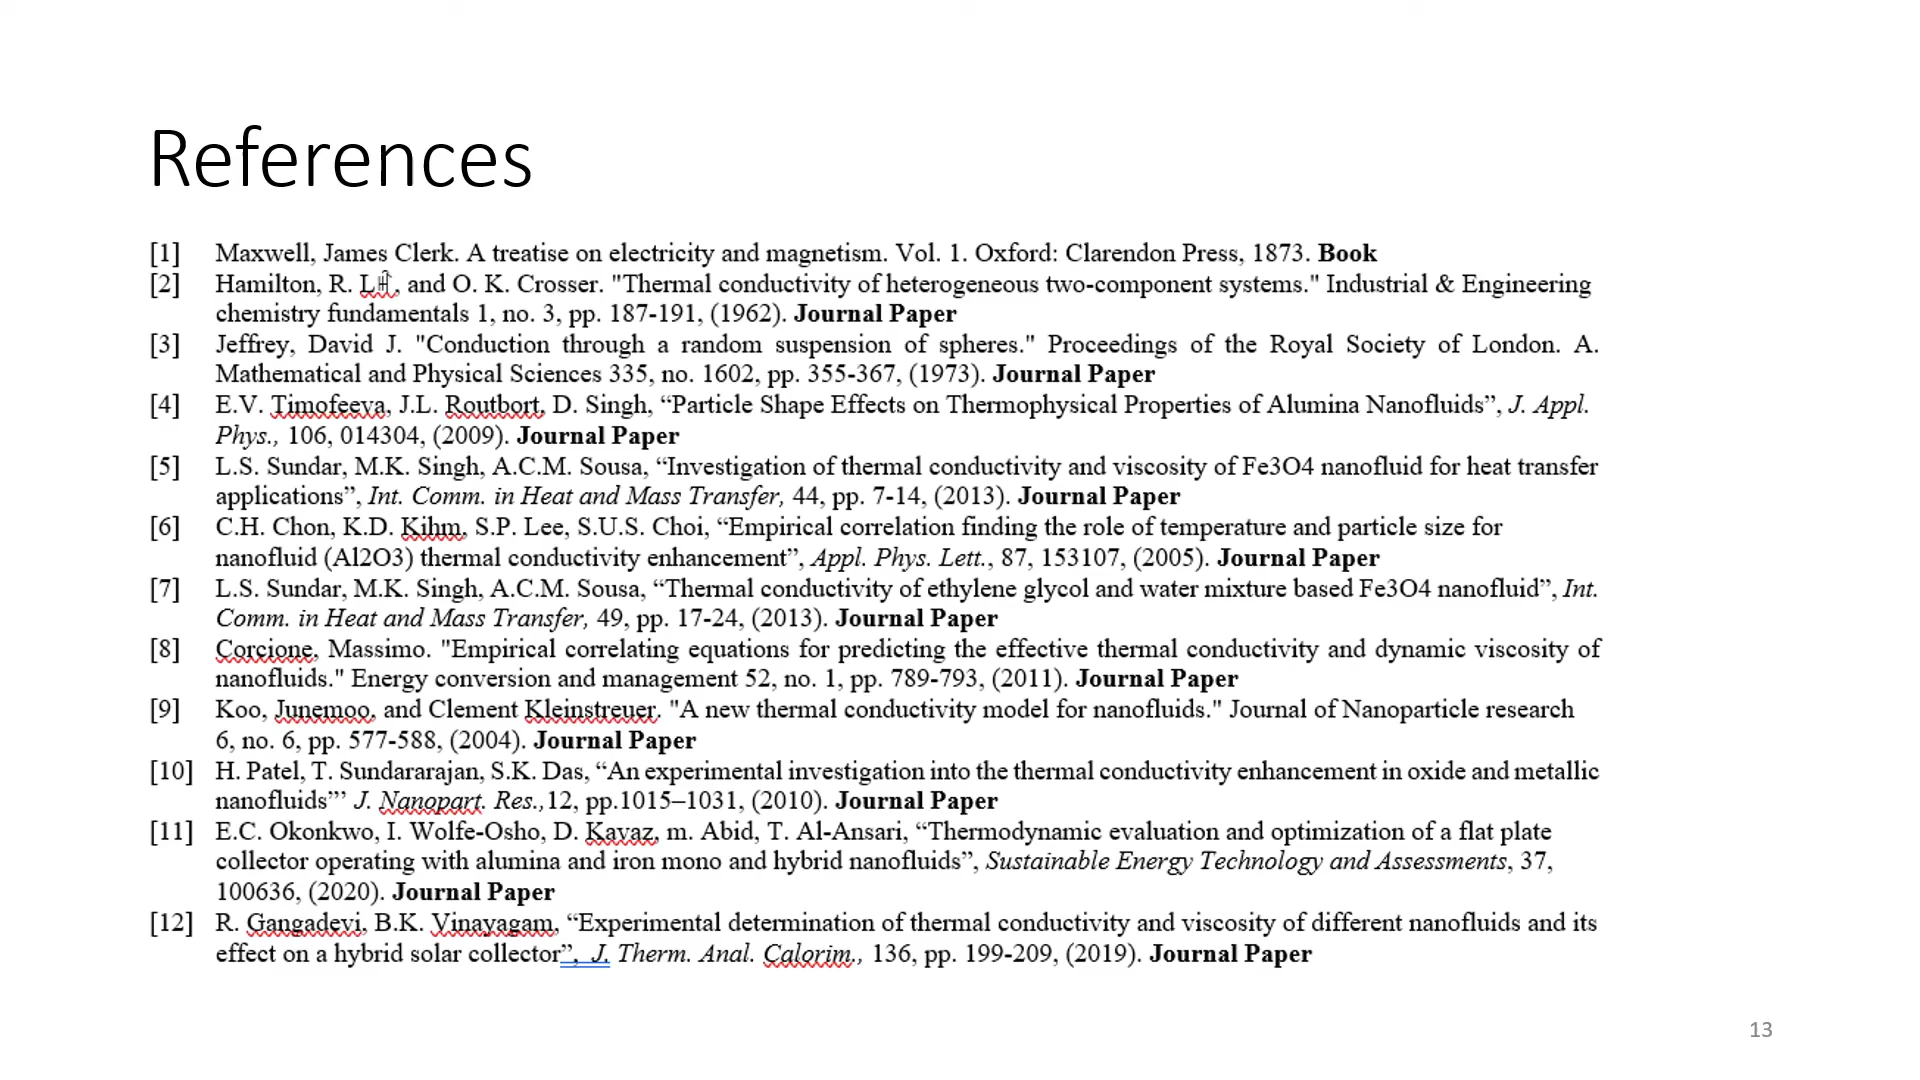 References
[1] Maxwell, James Clerk. A treatise on electricity and magnetism. Vol. 1. Oxford: Clarendon Press, 1873. Book
[2] Hamilton, R. and O. K. Crosser. "Thermal conductivity of heterogeneous two-component systems." Industrial & Engineering
chemistry fundamentals 1, no. 3, pp. 187-191, (1962). Journal Paper
[3] Jeffrey, David J. "Conduction through a random suspension of spheres." Proceedings of the Royal Society of London. A.
Mathematical and Physical Sciences 335, no. 1602, pp. 355-367, (1973). Journal Paper
[4] E.V. Timofeeva, J.L. Routbort, D. Singh, “Particle Shape Effects on Thermophysical Properties of Alumina Nanofluids”, J. Appl.
Phys., 106, 014304, (2009). Journal Paper
[5] L.S. Sundar, M.K. Singh, A.C.M. Sousa, “Investigation of thermal conductivity and viscosity of Fe3O4 nanofluid for heat transfer
applications”, Int. Comm. in Heat and Mass Transfer, 44, pp. 7-14, (2013). Journal Paper
[6] C.H. Chon, K.D. Kihm, S.P. Lee, S.U.S. Choi, “Empirical correlation finding the role of temperature and particle size for
nanofluid (Al2O3) thermal conductivity enhancement”, Appl. Phys. Lett., 87, 153107, (2005). Journal Paper
[7] L.S. Sundar, M.K. Singh, A.C.M. Sousa, “Thermal conductivity of ethylene glycol and water mixture based Fe3O4 nanofluid”, Int.
Comm. in Heat and Mass Transfer, 49, pp. 17-24, (2013). Journal Paper
[8] Corcione, Massimo. "Empirical correlating equations for predicting the effective thermal conductivity and dynamic viscosity of
nanofluids." Energy conversion and management 52, no. 1, pp. 789-793, (2011). Journal Paper
[9] Koo, Junemoo, and Clement Kleinstreuer. "A new thermal conductivity model for nanofluids." Journal of Nanoparticle research
6, no. 6, pp. 577-588, (2004). Journal Paper
[10] H. Patel, T. Sundararajan, S.K. Das, “An experimental investigation into the thermal conductivity enhancement in oxide and metallic
nanofluids”’ J. Nanopart. Res.,12, pp.1015–1031, (2010). Journal Paper
[11] E.C. Okonkwo, I. Wolfe-Osho, D. Kavaz, m. Abid, T. Al-Ansari, “Thermodynamic evaluation and optimization of a flat plate
collector operating with alumina and iron mono and hybrid nanofluids”, Sustainable Energy Technology and Assessments, 37,
100636, (2020). Journal Paper
[12] R. Gangadevi, B.K. Vinayagam, “Experimental determination of thermal conductivity and viscosity of different nanofluids and its
effect on a hybrid solar collector”, J. Therm. Anal. Calorim., 136, pp. 199-209, (2019). Journal Paper
13